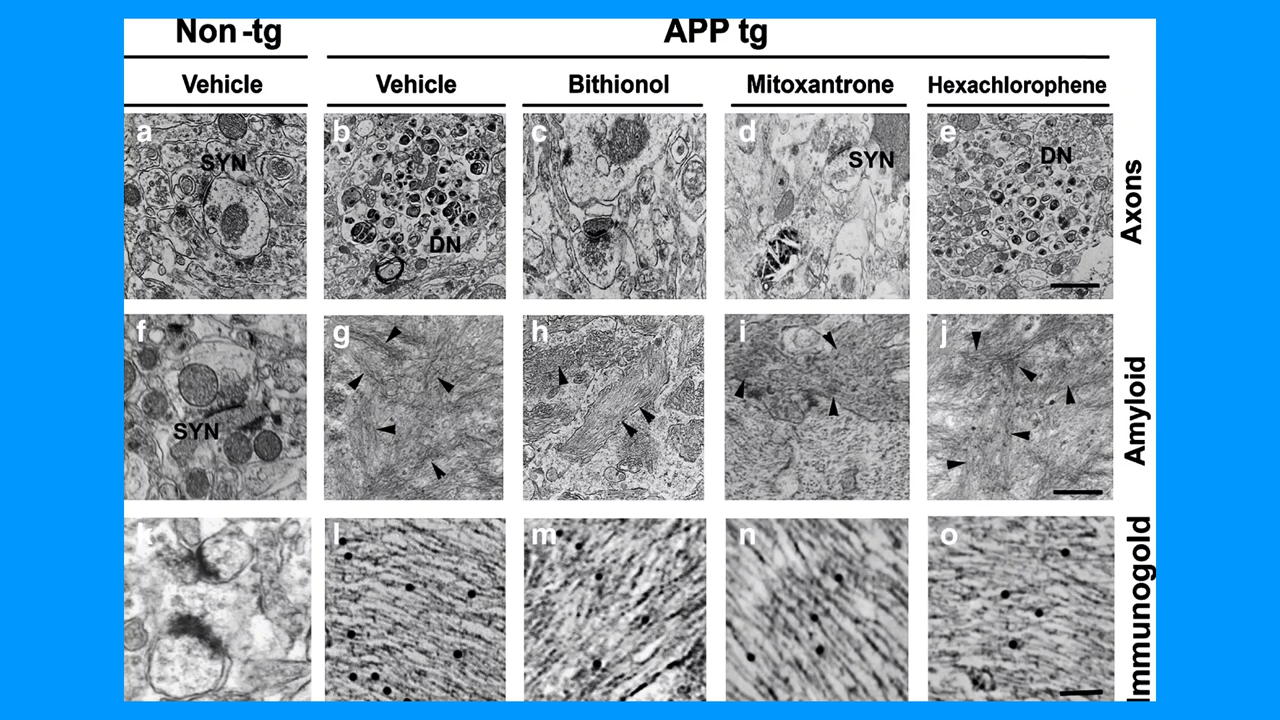 Non-tg APP tg
Vehicle Vehicle Bithionol Mitoxantrone Hexachlorophene
a b c d e
SYN DN SYN DN
Axons
f g h i j
SYN
Amyloid
k l m n o
Immunogold